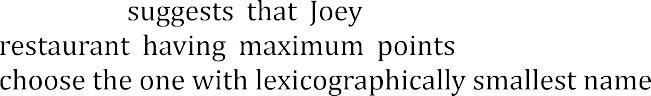 suggests that Joey
restaurant having maximum points
choose the one with lexicographically smallest name